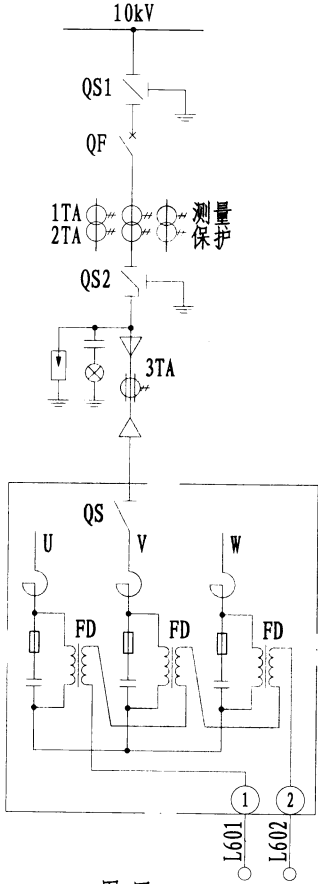 10kV
QS1
QF
1TA 测量
2TA 保护
QS2
3TA
QS
U V W
FD FD FD
1 2
L601 L602